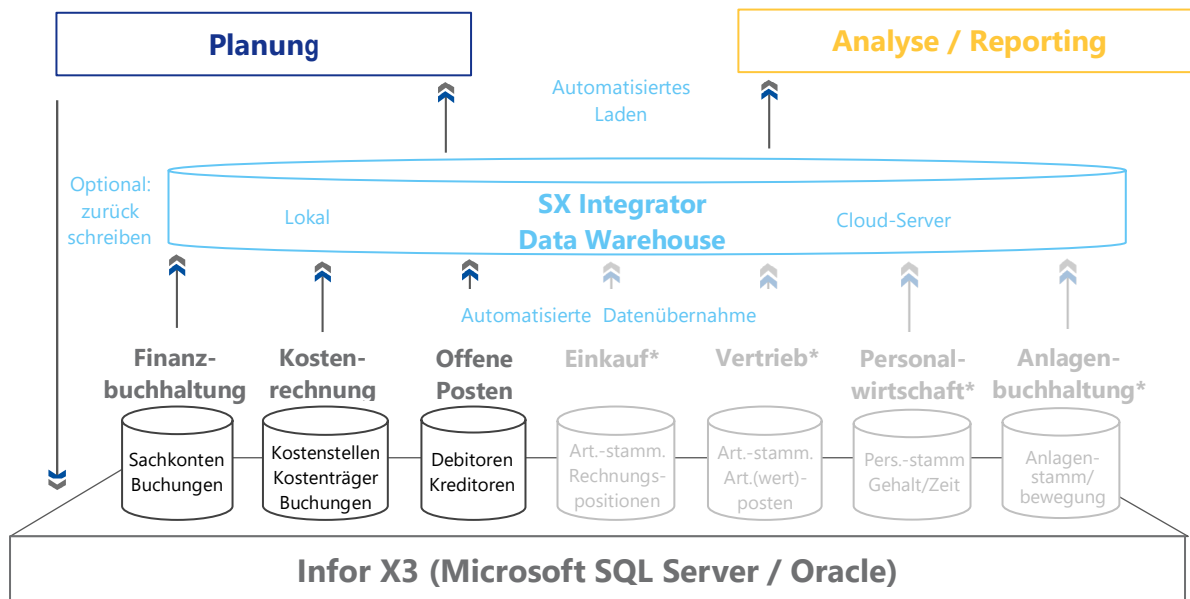 Planung
Analyse / Reporting
Automatisiertes
Laden
Optional:
zurück
schreiben
Lokal
SX Integrator
Data Warehouse
Cloud-Server
Automatisierte Datenübernahme
Finanz-
buchhaltung
Kosten-
rechnung
Offene
Posten
Einkauf*
Vertrieb*
Personal-
wirtschaft*
Anlagen-
buchhaltung*
Sachkonten
Buchungen
Kostenstellen
Kostenträger
Buchungen
Debitoren
Kreditoren
Art.-stamm.
Rechnungs-
positionen
Art.-stamm.
Art.(wert)-
posten
Pers.-stamm
Gehalt/Zeit
Anlagen-
stamm/
bewegung
Infor X3 (Microsoft SQL Server / Oracle)